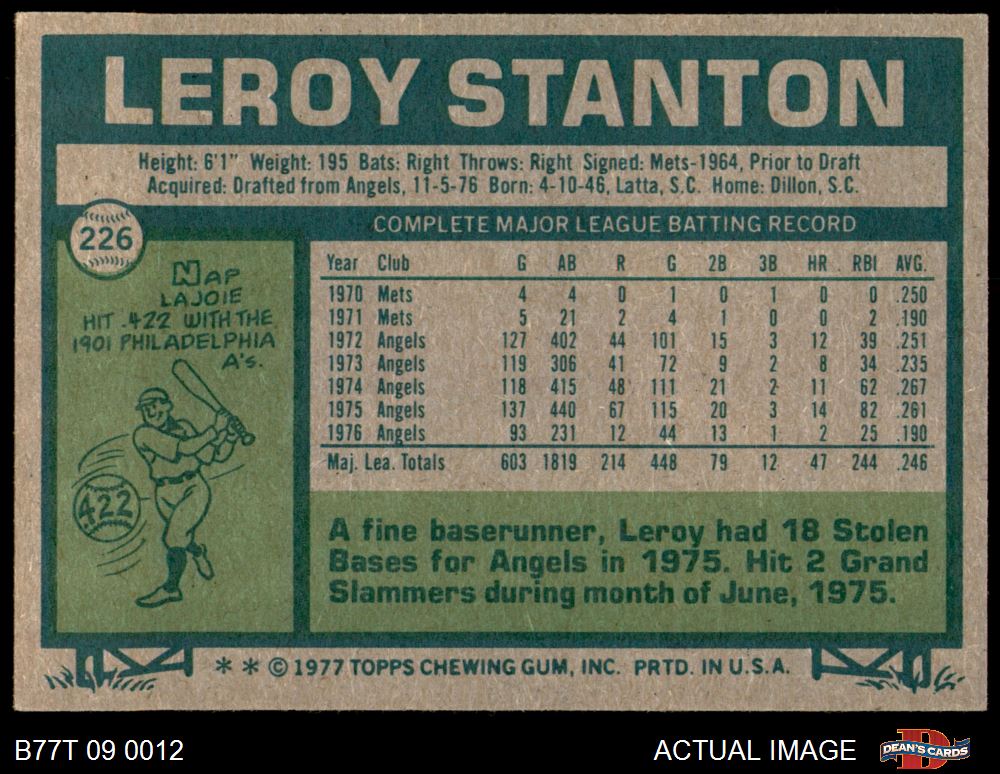 LEROY STANTON
Height: 6'1" Weight: 195 Bats: Right Throws: Right Signed: Mets-1964, Prior to Draft
Acquired: Drafted from Angels, 11-5-76 Born: 4-10-46, Latta, S.C. Home: Dillon, S.C.
226
NAP
LAJOIE
HIT .422 WITH THE
1901 PHILADELPHIA
A's.
422
COMPLETE MAJOR LEAGUE BATTING RECORD
Year Club G AB R G 2B 3B HR RBI AVG.
1970 Mets 4 4 0 1 0 1 0 0 .250
1971 Mets 5 21 2 4 1 0 0 2 .190
1972 Angels 127 402 44 101 15 3 12 39 .251
1973 Angels 119 306 41 72 9 2 8 34 .235
1974 Angels 118 415 48 111 21 2 11 62 .267
1975 Angels 137 440 67 115 20 3 14 82 .261
1976 Angels 93 231 12 44 13 1 2 25 .190
Maj. Lea. Totals 603 1819 214 448 79 12 47 244 .246
A fine baserunner, Leroy had 18 Stolen
Bases for Angels in 1975. Hit 2 Grand
Slammers during month of June, 1975.
* * © 1977 TOPPS CHEWING GUM, INC. PRTD. IN U.S.A.
B77T 09 0012 ACTUAL IMAGE DEAN'S CARDS